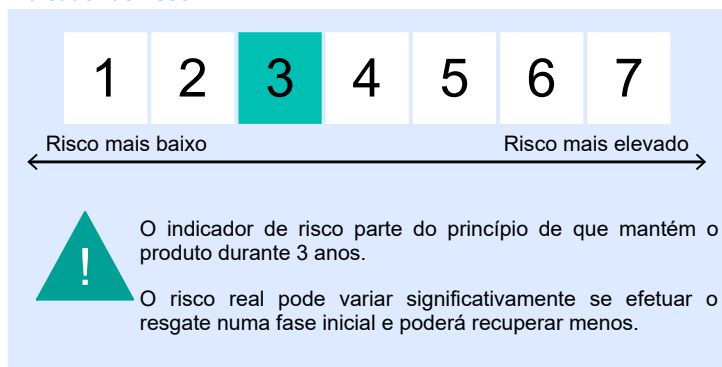 1 2 3 4 5 6 7
Risco mais baixo Risco mais elevado
! O indicador de risco parte do princípio de que mantém o
produto durante 3 anos.
O risco real pode variar significativamente se efetuar o
resgate numa fase inicial e poderá recuperar menos.